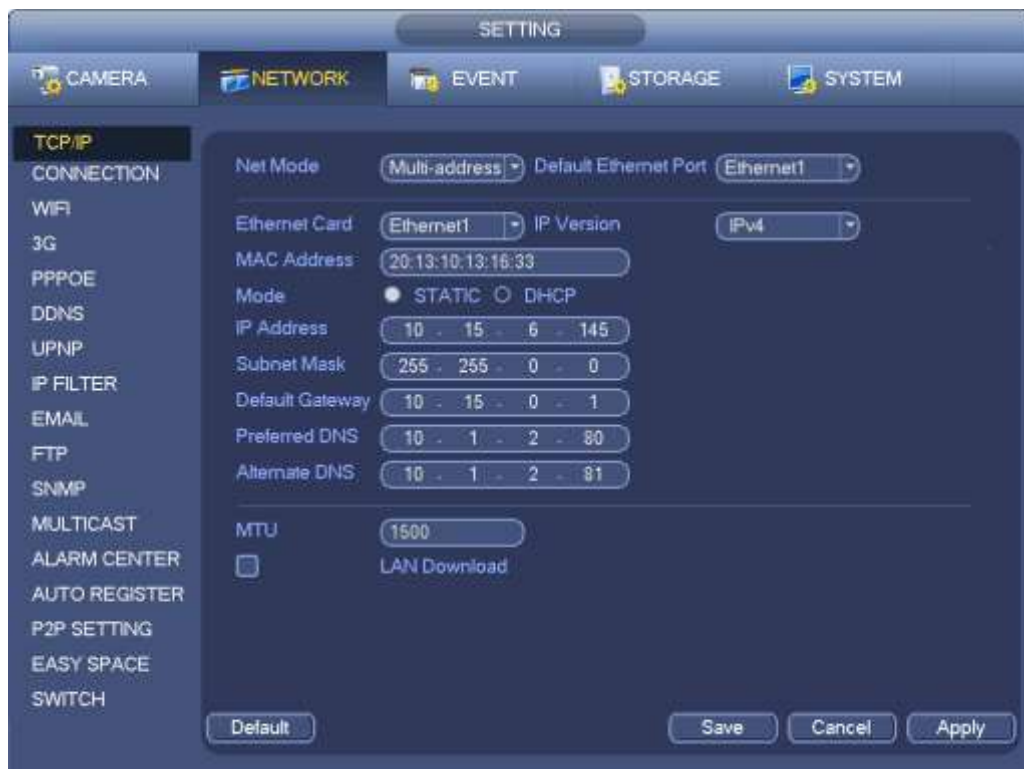 SETTING
CAMERA NETWORK EVENT STORAGE SYSTEM
TCP/IP
CONNECTION
WIFI
3G
PPPOE
DDNS
UPNP
IP FILTER
EMAIL
FTP
SNMP
MULTICAST
ALARM CENTER
AUTO REGISTER
P2P SETTING
EASY SPACE
SWITCH
Net Mode Multi-address Default Ethernet Port Ethernet1
Ethernet Card Ethernet1 IP Version IPv4
MAC Address 20:13:10:13:16:33
Mode STATIC DHCP
IP Address 10 . 15 . 6 . 145
Subnet Mask 255 . 255 . 0 . 0
Default Gateway 10 . 15 . 0 . 1
Preferred DNS 10 . 1 . 2 . 80
Alternate DNS 10 . 1 . 2 . 81
MTU 1500
LAN Download
Default Save Cancel Apply